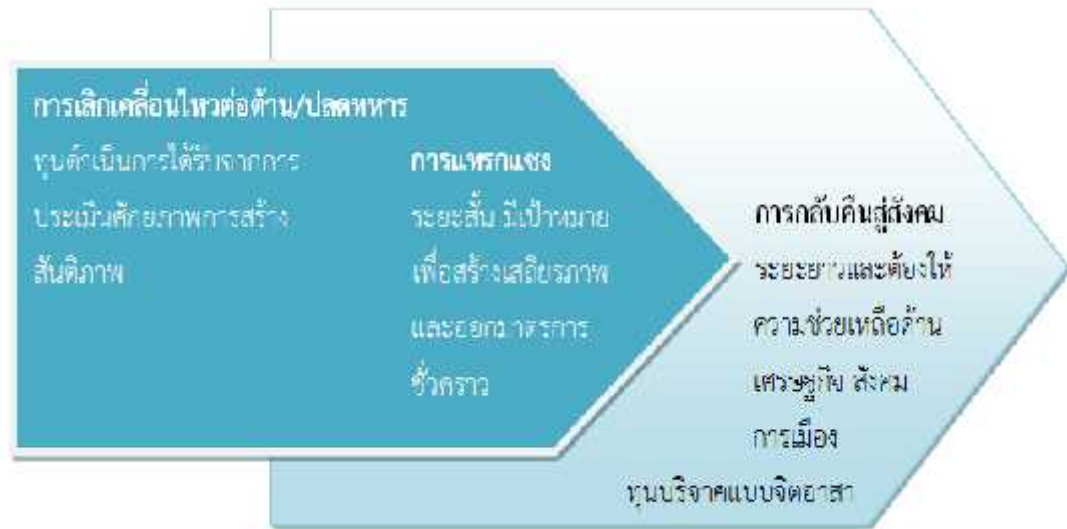 การเลิกเคลื่อนไหวต่อต้าน/ปลดทหาร
ทุนดำเนินการได้รับจากการ
ประเมินศักยภาพการสร้าง
สันติภาพ
การแทรกแซง
ระยะสั้น มีเป้าหมาย
เพื่อสร้างเสถียรภาพ
และออกมาตรการ
ชั่วคราว
การกลับคืนสู่สังคม
ระยะยาวและต้องให้
ความช่วยเหลือด้าน
เศรษฐกิจ สังคม
การเมือง
ทุนบริจาคแบบจิตอาสา